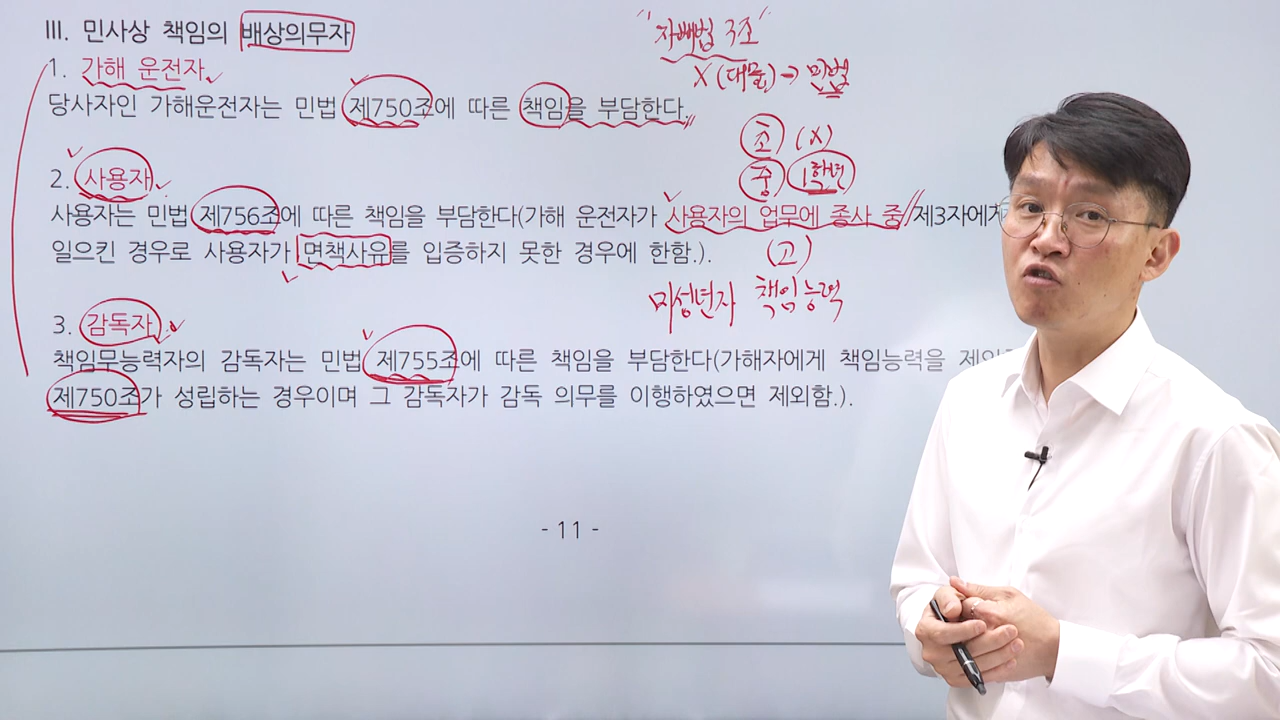 III. 민사상 책임의 배상의무자
"자배법 3조"
X (대물) → 민법
1. 가해 운전자
당사자인 가해운전자는 민법 제750조에 따른 책임을 부담한다.
초 (X)
중 1학년
2. 사용자
사용자는 민법 제756조에 따른 책임을 부담한다(가해 운전자가 사용자의 업무에 종사 중 제3자에게
일으킨 경우로 사용자가 면책사유를 입증하지 못한 경우에 한함.).
(고)
미성년자 책임능력
3. 감독자
책임무능력자의 감독자는 민법 제755조에 따른 책임을 부담한다(가해자에게 책임능력을
제750조가 성립하는 경우이며 그 감독자가 감독 의무를 이행하였으면 제외함.).
- 11 -